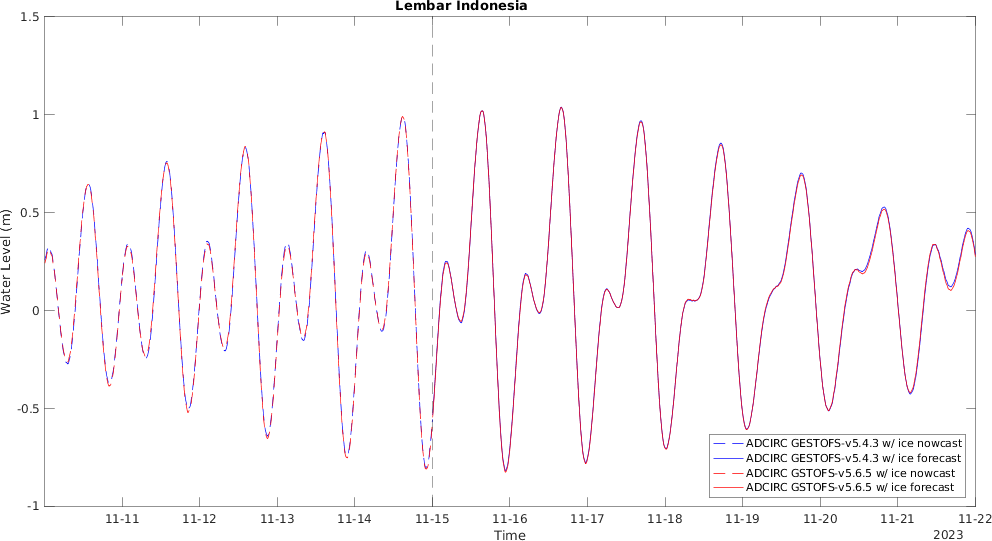 Lembar Indonesia
1.5
1
0.5
0
-0.5
-1
Water Level (m)
11-11
11-12
11-13
11-14
11-15
11-16
11-17
11-18
11-19
11-20
11-21
11-22
2023
Time
ADCIRC GESTOFS-v5.4.3 w/ ice nowcast
ADCIRC GESTOFS-v5.4.3 w/ ice forecast
ADCIRC GSTOFS-v5.6.5 w/ ice nowcast
ADCIRC GSTOFS-v5.6.5 w/ ice forecast